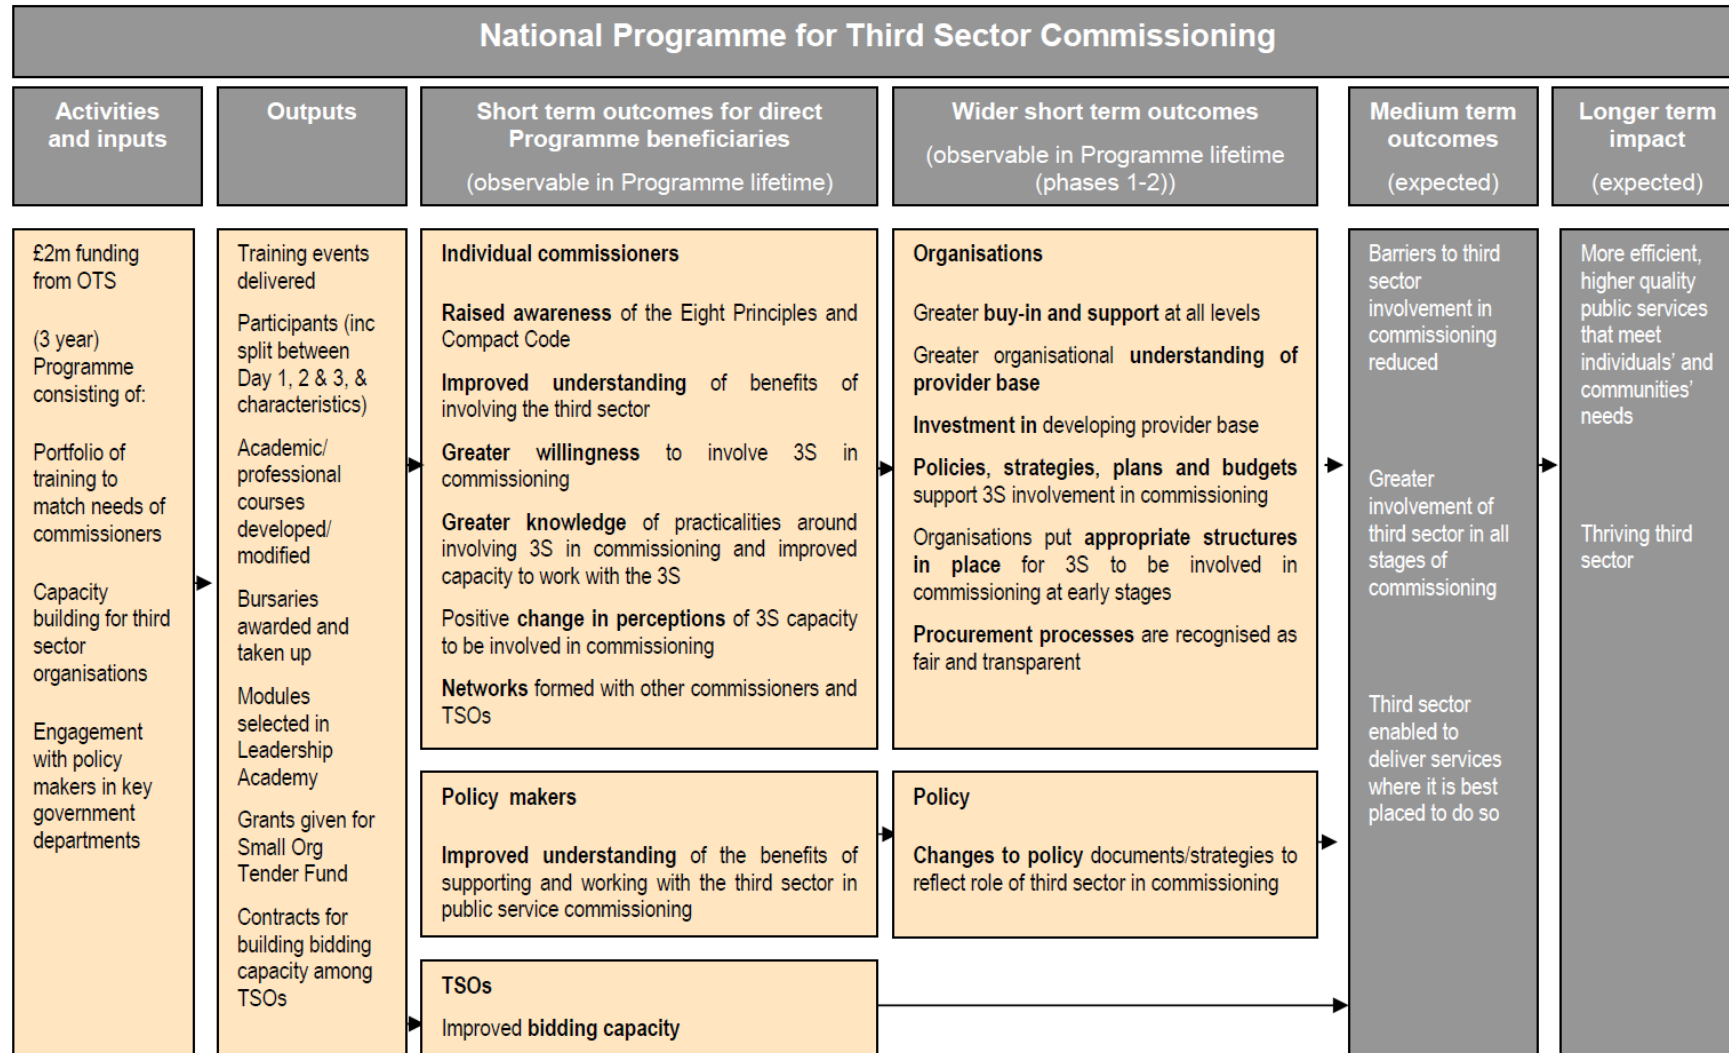 National Programme for Third Sector Commissioning
Activities
and inputs
Outputs
Short term outcomes for direct
Programme beneficiaries
(observable in Programme lifetime)
Wider short term outcomes
(observable in Programme lifetime
(phases 1-2))
Medium term
outcomes
(expected)
Longer term
impact
(expected)
£2m funding
from OTS
(3 year)
Programme
consisting of:
Portfolio of
training to
match needs of
commissioners
Capacity
building for third
sector
organisations
Engagement
with policy
makers in key
government
departments
Training events
delivered
Participants (inc
split between
Day 1, 2 & 3, &
characteristics)
Academic/
professional
courses
developed/
modified
Bursaries
awarded and
taken up
Modules
selected in
Leadership
Academy
Grants given for
Small Org
Tender Fund
Contracts for
building bidding
capacity among
TSOs
Individual commissioners
Raised awareness of the Eight Principles and
Compact Code
Improved understanding of benefits of
involving the third sector
Greater willingness to involve 3S in
commissioning
Greater knowledge of practicalities around
involving 3S in commissioning and improved
capacity to work with the 3S
Positive change in perceptions of 3S capacity
to be involved in commissioning
Networks formed with other commissioners and
TSOs
Policy makers
Improved understanding of the benefits of
supporting and working with the third sector in
public service commissioning
TSOs
Improved bidding capacity
Organisations
Greater buy-in and support at all levels
Greater organisational understanding of
provider base
Investment in developing provider base
Policies, strategies, plans and budgets
support 3S involvement in commissioning
Organisations put appropriate structures
in place for 3S to be involved in
commissioning at early stages
Procurement processes are recognised as
fair and transparent
Policy
Changes to policy documents/strategies to
reflect role of third sector in commissioning
Barriers to third
sector
involvement in
commissioning
reduced
Greater
involvement of
third sector in all
stages of
commissioning
Third sector
enabled to
deliver services
where it is best
placed to do so
More efficient,
higher quality
public services
that meet
individuals' and
communities'
needs
Thriving third
sector